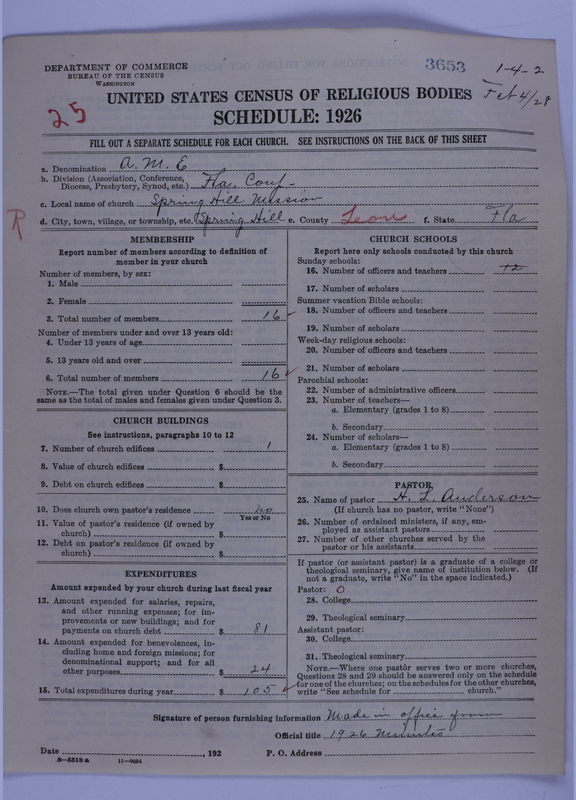 DEPARTMENT OF COMMERCE
BUREAU OF THE CENSUS
WASHINGTON
3653
1-4-2
Feb 4/28
25
UNITED STATES CENSUS OF RELIGIOUS BODIES
SCHEDULE: 1926
FILL OUT A SEPARATE SCHEDULE FOR EACH CHURCH. SEE INSTRUCTIONS ON THE BACK OF THIS SHEET
a. Denomination A. M. E
b. Division (Association, Conference,
Diocese, Presbytery, Synod, etc.) Fla. Conf-
c. Local name of church Spring Hill Mission
R
d. City, town, village, or township, etc. Spring Hill e. County Leon f. State Fla
MEMBERSHIP
Report number of members according to definition of
member in your church
Number of members, by sex:
1. Male
2. Female
3. Total number of members 16
Number of members under and over 13 years old:
4. Under 13 years of age
5. 13 years old and over
6. Total number of members 16
NOTE.—The total given under Question 6 should be the
same as the total of males and females given under Question 3.
CHURCH BUILDINGS
See instructions, paragraphs 10 to 12
7. Number of church edifices 1
8. Value of church edifices $
9. Debt on church edifices $
10. Does church own pastor's residence no
Yes or No
11. Value of pastor's residence (if owned by
church) $
12. Debt on pastor's residence (if owned by
church) $
EXPENDITURES
Amount expended by your church during last fiscal year
13. Amount expended for salaries, repairs,
and other running expenses; for im-
provements or new buildings; and for
payments on church debt $ 81
14. Amount expended for benevolences, in-
cluding home and foreign missions; for
denominational support; and for all
other purposes $ 24
15. Total expenditures during year $ 105
CHURCH SCHOOLS
Report here only schools conducted by this church
Sunday schools:
16. Number of officers and teachers
17. Number of scholars
Summer vacation Bible schools:
18. Number of officers and teachers
19. Number of scholars
Week-day religious schools:
20. Number of officers and teachers
21. Number of scholars
Parochial schools:
22. Number of administrative officers
23. Number of teachers—
a. Elementary (grades 1 to 8)
b. Secondary
24. Number of scholars—
a. Elementary (grades 1 to 8)
b. Secondary
PASTOR
25. Name of pastor H. L. Anderson
(If church has no pastor, write "None")
26. Number of ordained ministers, if any, em-
ployed as assistant pastors
27. Number of other churches served by the
pastor or his assistants
If pastor (or assistant pastor) is a graduate of a college or
theological seminary, give name of institution below. (If
not a graduate, write "No" in the space indicated.)
Pastor: O
28. College
29. Theological seminary
Assistant pastor:
30. College
31. Theological seminary
NOTE.—Where one pastor serves two or more churches,
Questions 28 and 29 should be answered only on the schedule
for one of the churches; on the schedules for the other churches,
write "See schedule for church."
Signature of person furnishing information Made in office from
Official title 1926 Minutes
Date , 192 P. O. Address
8—5518 a 11—9684